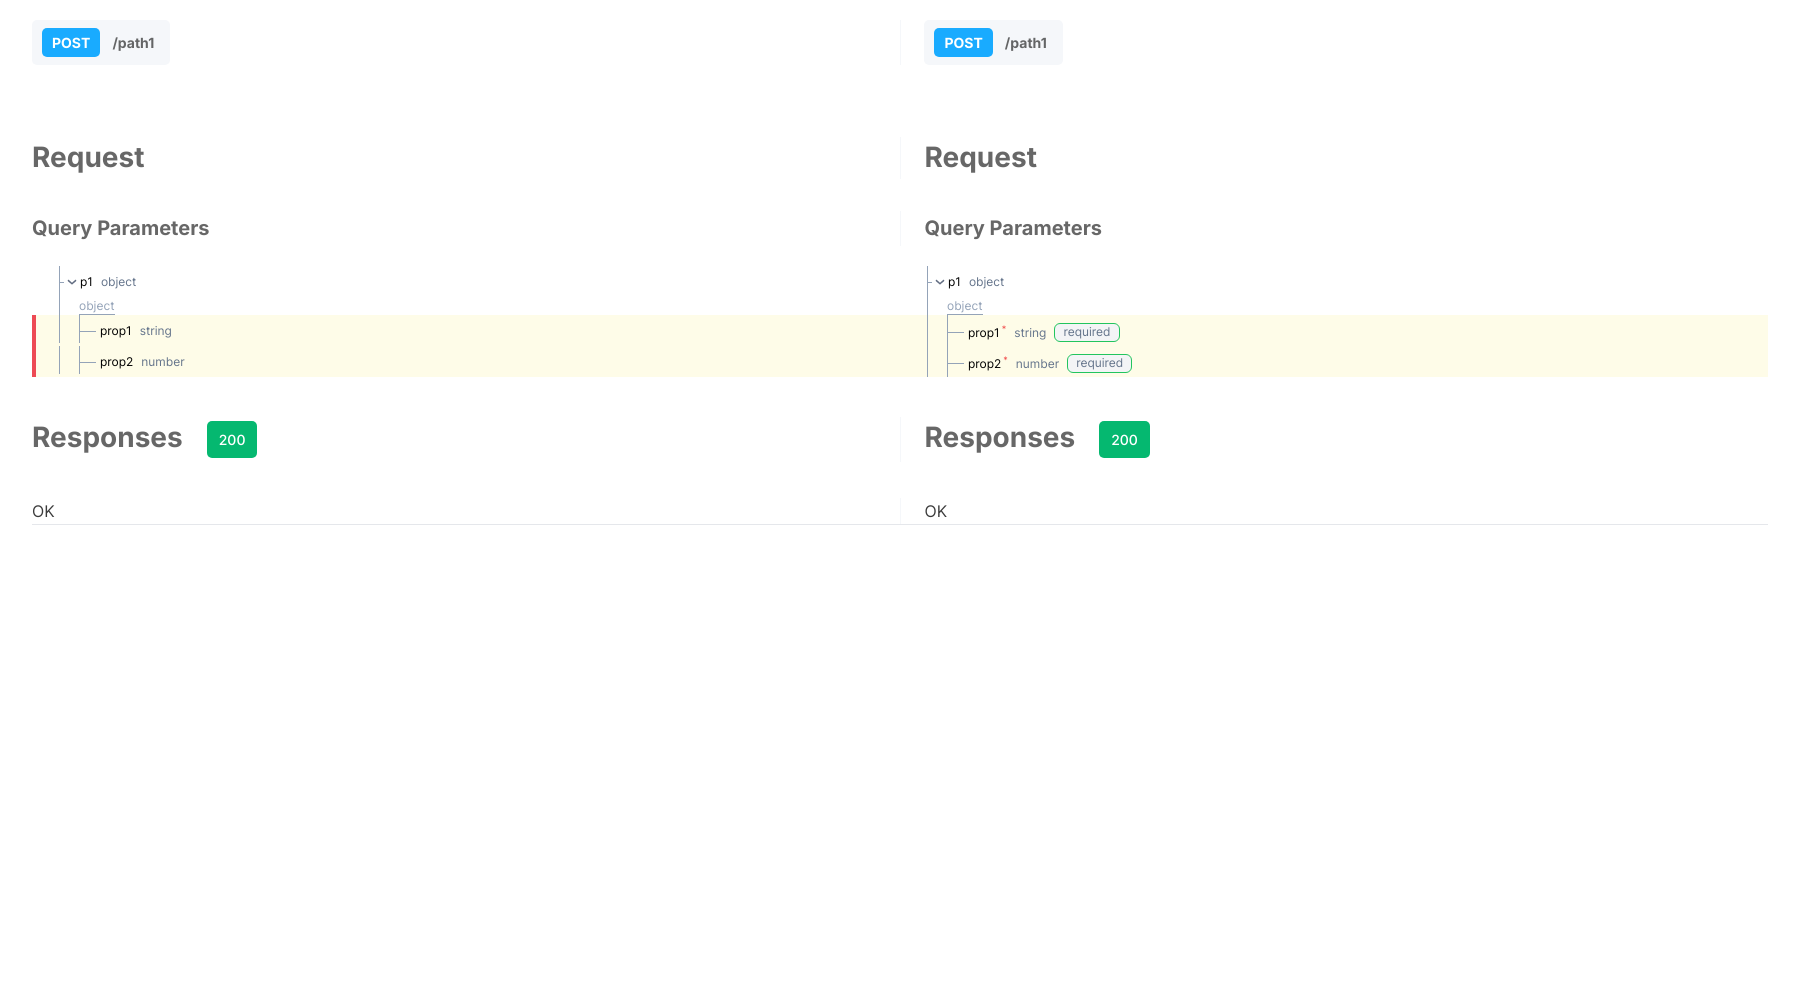 POST /path1 POST /path1
Request Request
Query Parameters Query Parameters
p1 object p1 object
object object
prop1 string prop1* string required
prop2 number prop2* number required
Responses 200 Responses 200
OK OK